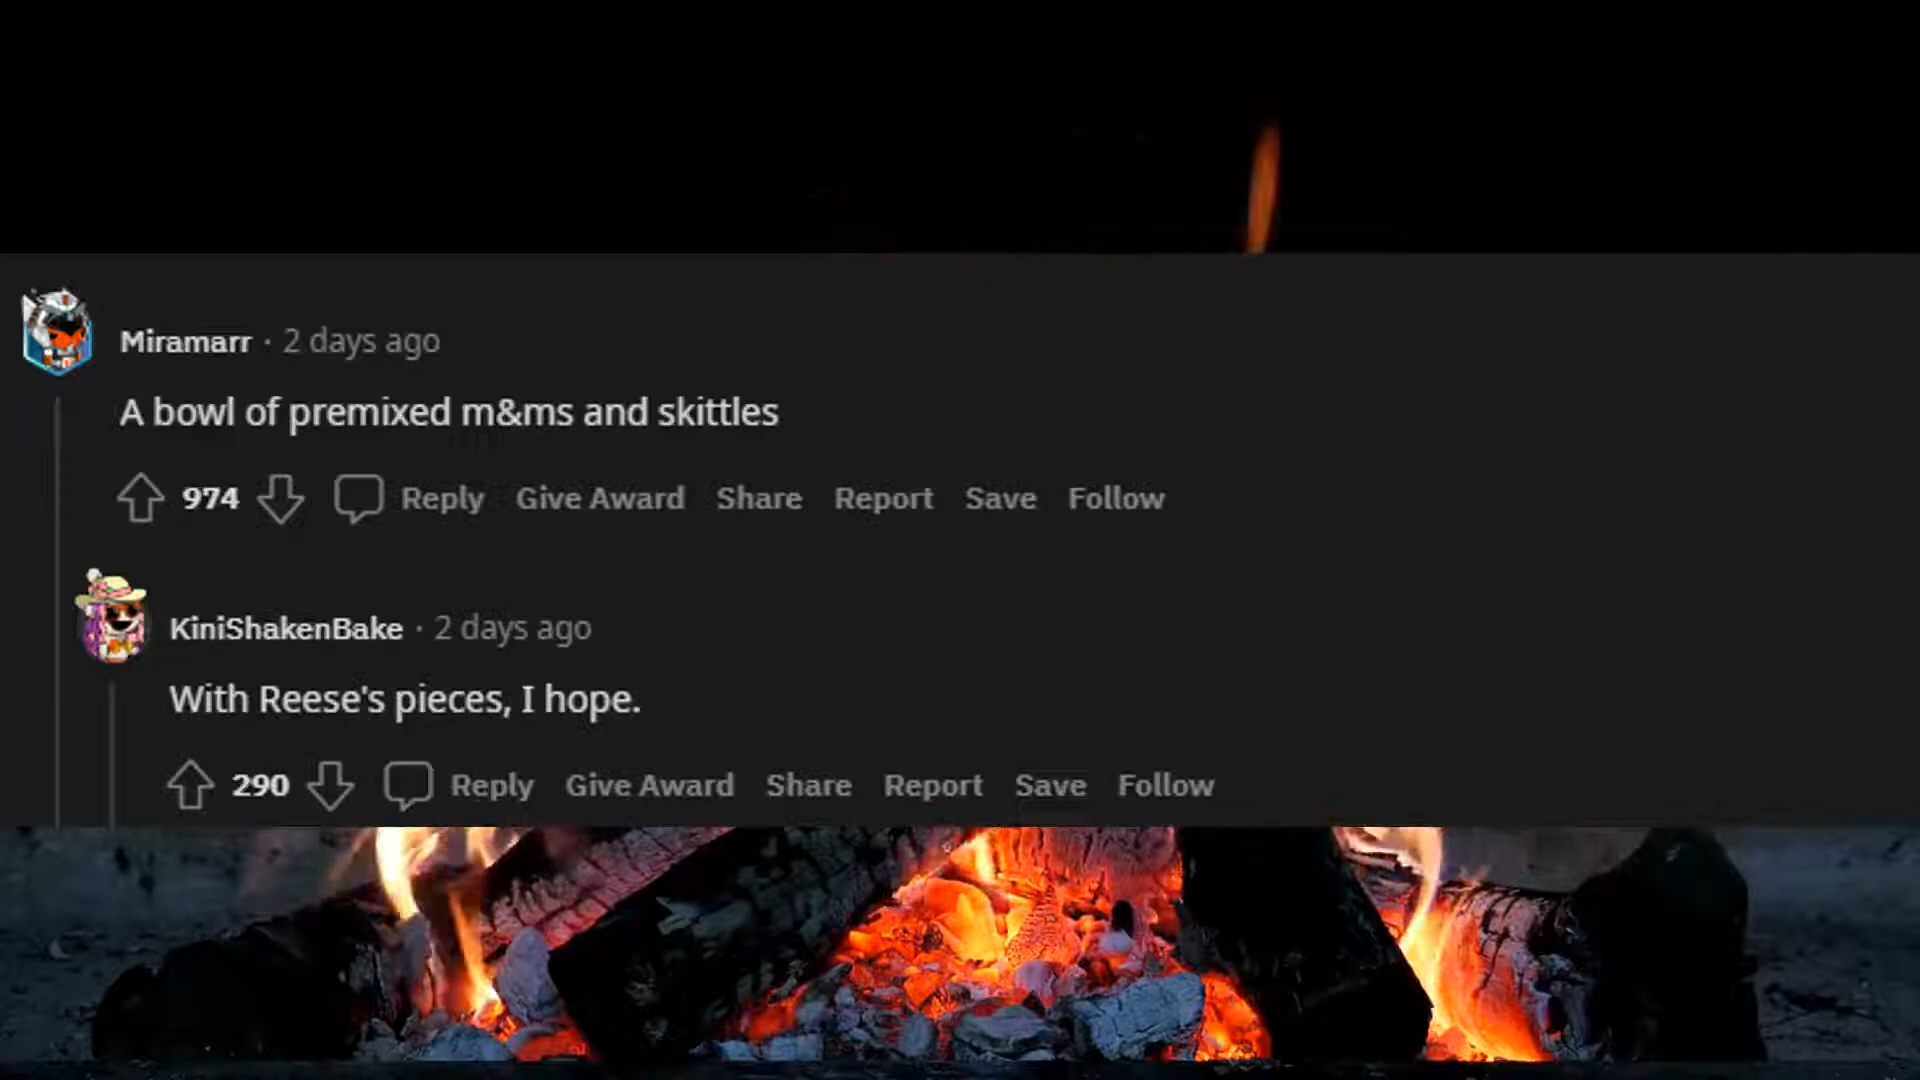 Miramarr · 2 days ago
A bowl of premixed m&ms and skittles
974 Reply Give Award Share Report Save Follow
KiniShakenBake · 2 days ago
With Reese's pieces, I hope.
290 Reply Give Award Share Report Save Follow